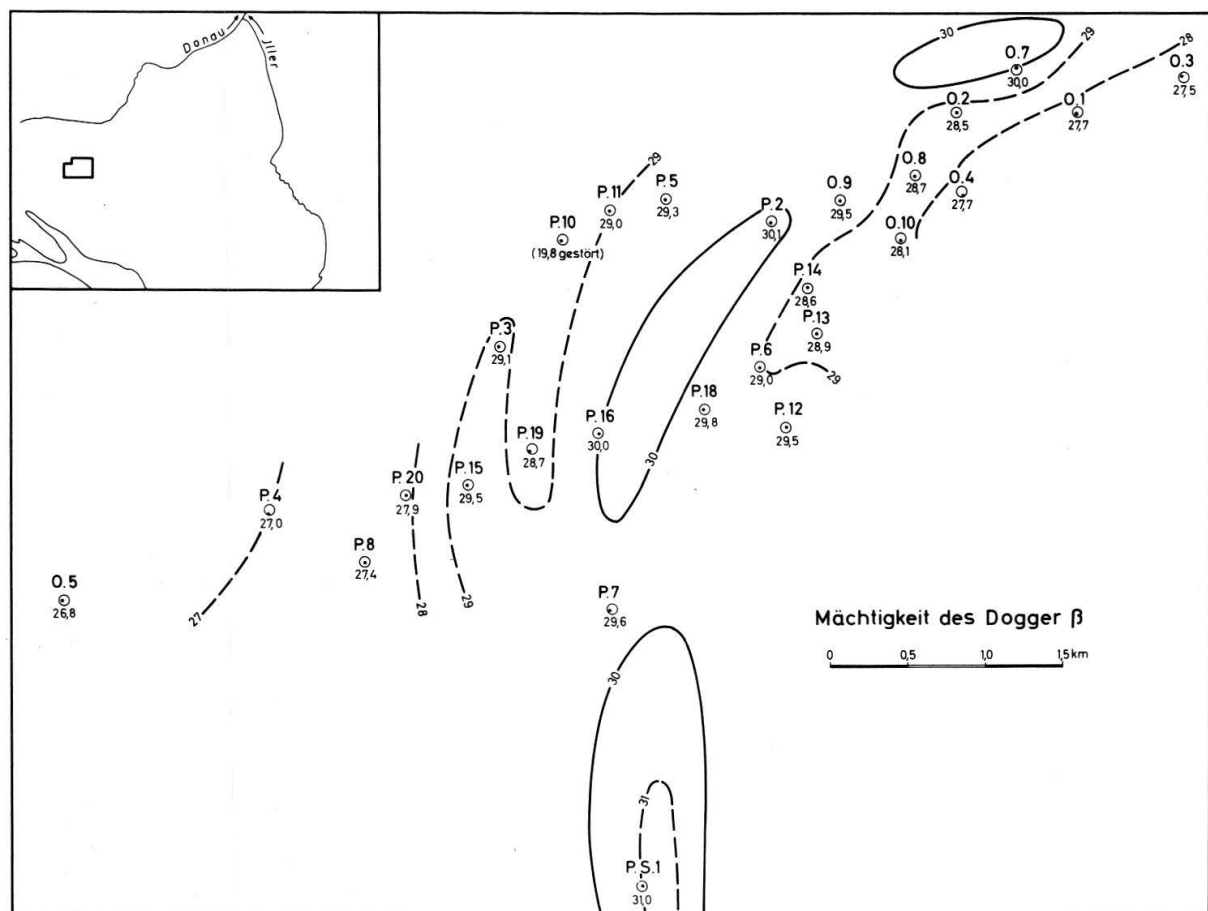 Donau
Jller
30
29
28
O.7
30,0
O.3
27,5
O.2
28,5
O.1
27,7
29
P.11
29,0
P.5
29,3
O.8
28,7
O.9
29,5
O.4
27,7
P.10
(19,8 gestört)
P.2
30,1
O.10
28,1
P.14
28,6
P.3
29,1
P.13
28,9
P.6
29,0
29
P.18
29,8
P.16
30,0
P.12
29,5
P.19
28,7
30
P.15
29,5
P.20
27,9
P.4
27,0
P.8
27,4
O.5
26,8
27
28
29
P.7
29,6
Mächtigkeit des Dogger β
0 0,5 1,0 1,5 km
30
31
P.S.1
31,0